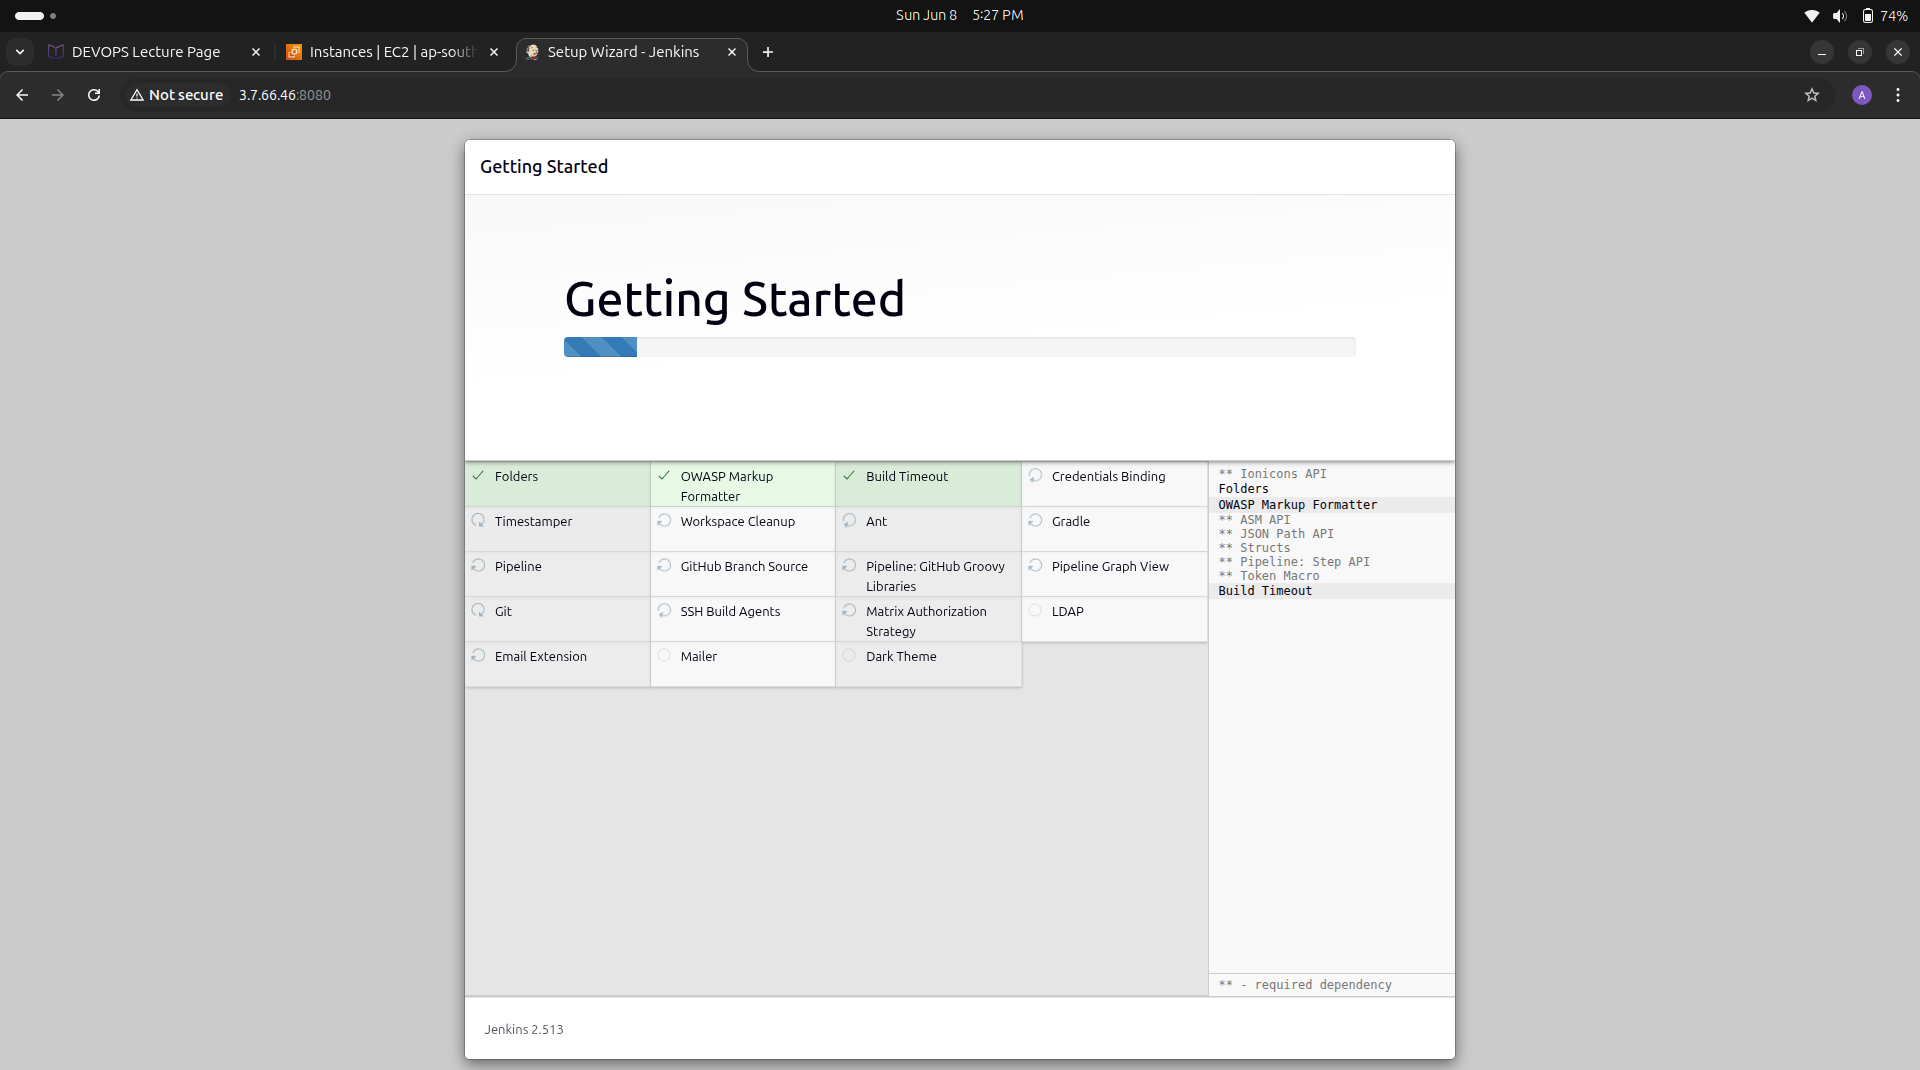 Sun Jun 8 5:27 PM
74%
DEVOPS Lecture Page
Instances | EC2 | ap-sout
Setup Wizard - Jenkins
Not secure
3.7.66.46:8080
A
Getting Started
Getting Started
Folders
OWASP Markup
Formatter
Build Timeout
Credentials Binding
Timestamper
Workspace Cleanup
Ant
Gradle
Pipeline
GitHub Branch Source
Pipeline: GitHub Groovy
Libraries
Pipeline Graph View
Git
SSH Build Agents
Matrix Authorization
Strategy
LDAP
Email Extension
Mailer
Dark Theme
** Ionicons API
Folders
OWASP Markup Formatter
** ASM API
** JSON Path API
** Structs
** Pipeline: Step API
** Token Macro
Build Timeout
** - required dependency
Jenkins 2.513